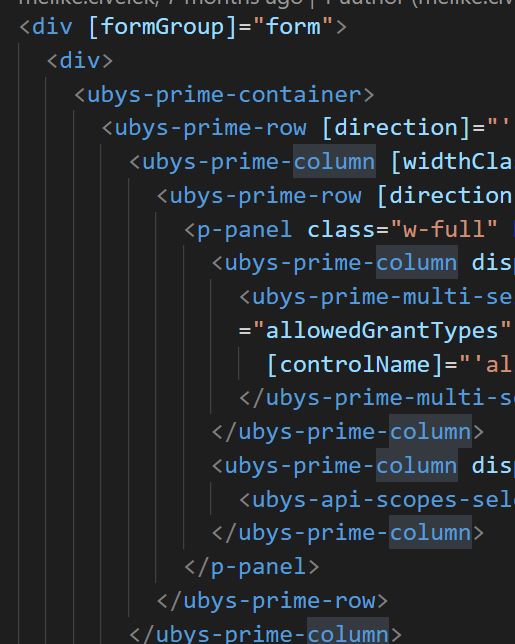 melike.civelek, 7 months ago | 1 author (melike.civ
<div [formGroup]="form">
<div>
<ubys-prime-container>
<ubys-prime-row [direction]="'
<ubys-prime-column [widthCla
<ubys-prime-row [direction
<p-panel class="w-full"
<ubys-prime-column disp
<ubys-prime-multi-se
="allowedGrantTypes"
[controlName]="'al
</ubys-prime-multi-se
</ubys-prime-column>
<ubys-prime-column disp
<ubys-api-scopes-sele
</ubys-prime-column>
</p-panel>
</ubys-prime-row>
</ubys-prime-column>